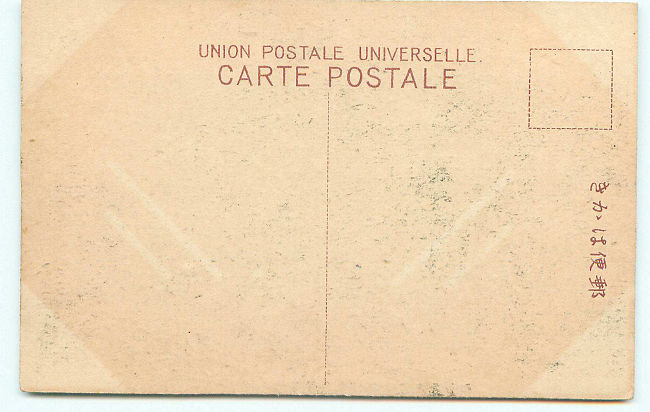 UNION POSTALE UNIVERSELLE.
CARTE POSTALE
郵便はかき